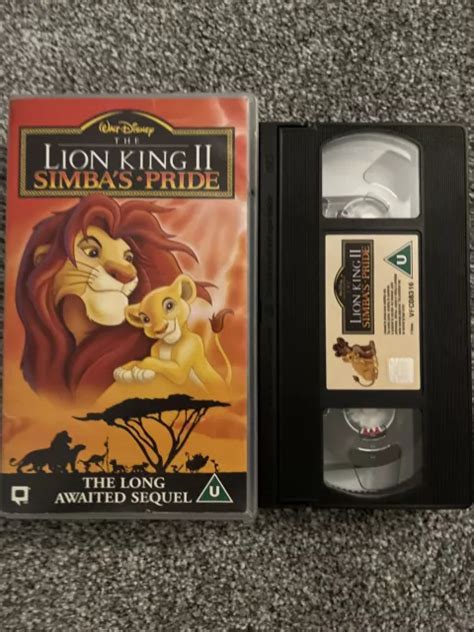 WALT DISNEY
THE
LION KING II
SIMBA'S • PRIDE
THE LONG
AWAITED SEQUEL
U
LION KING II
SIMBA'S • PRIDE
U